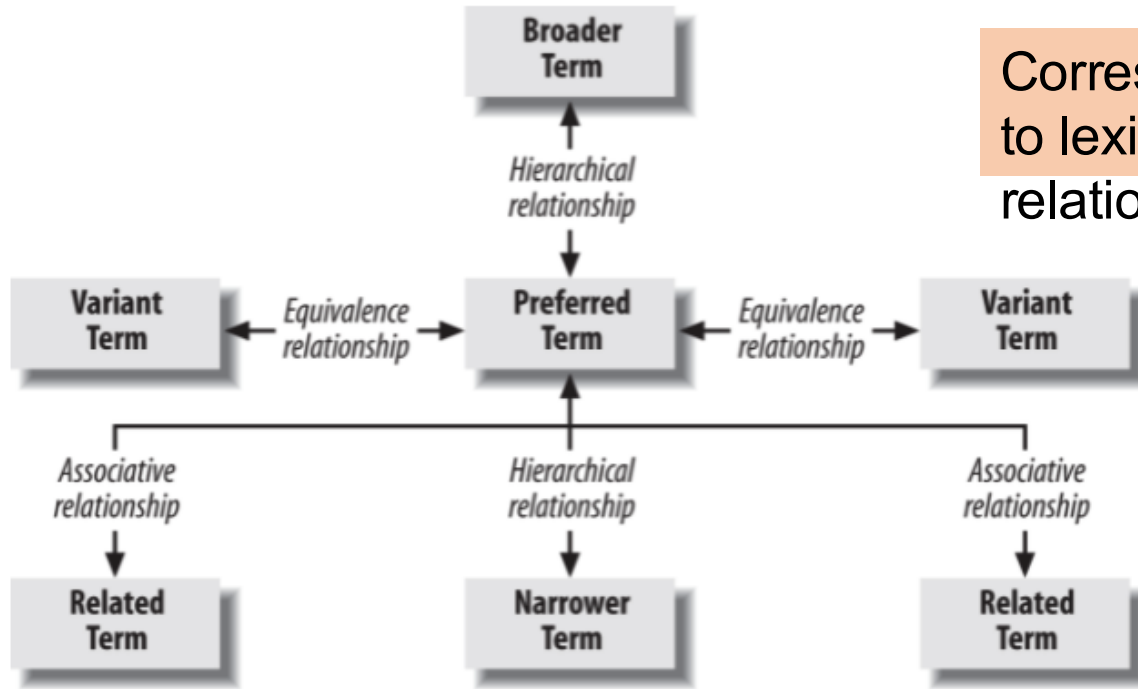 Broader
Term
to
Hierarchical
relationship
Variant
Term
Equivalence
relationship
Preferred
Term
Equivalence
relationship
Variant
Term
Associative
relationship
Hierarchical
relationship
Associative
relationship
Related
Term
Narrower
Term
Related
Term